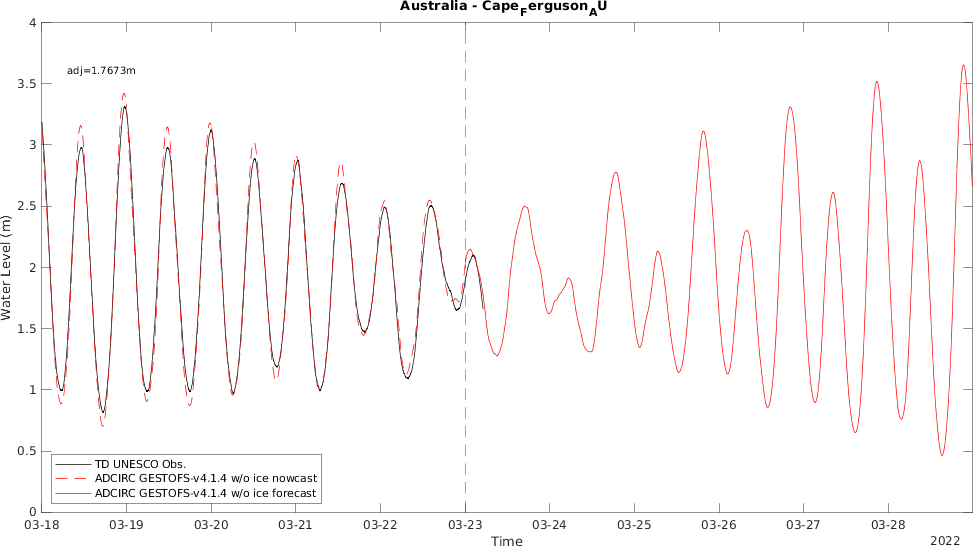 Australia - Cape_Ferguson_AU
4
adj=1.7673m
3.5
3
2.5
2
1.5
1
0.5
0
Water Level (m)
TD UNESCO Obs.
ADCIRC GESTOFS-v4.1.4 w/o ice nowcast
ADCIRC GESTOFS-v4.1.4 w/o ice forecast
03-18 03-19 03-20 03-21 03-22 03-23 03-24 03-25 03-26 03-27 03-28
Time
2022